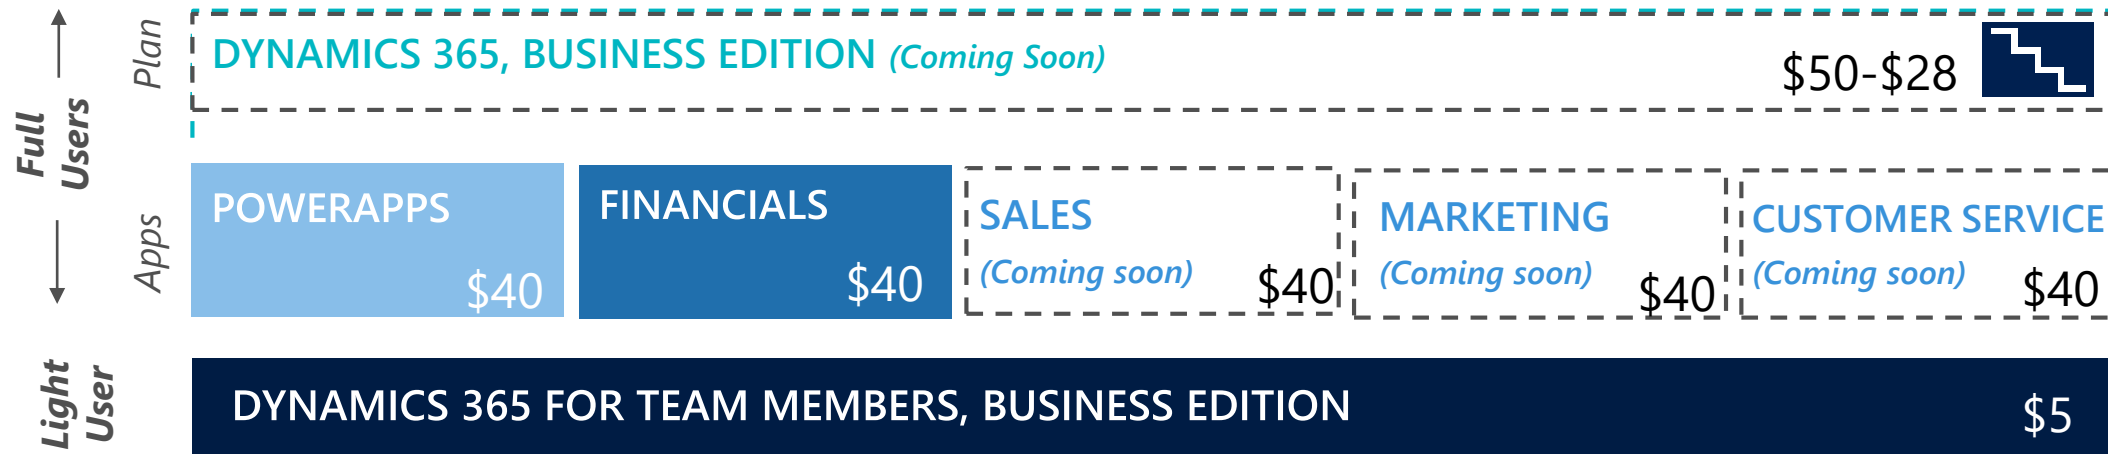 Full
Users
Plan
DYNAMICS 365, BUSINESS EDITION (Coming Soon)
$50-$28
Apps
POWERAPPS
$40
FINANCIALS
$40
SALES
(Coming soon)
$40
MARKETING
(Coming soon)
$40
CUSTOMER SERVICE
(Coming soon)
$40
Light
User
DYNAMICS 365 FOR TEAM MEMBERS, BUSINESS EDITION
$5